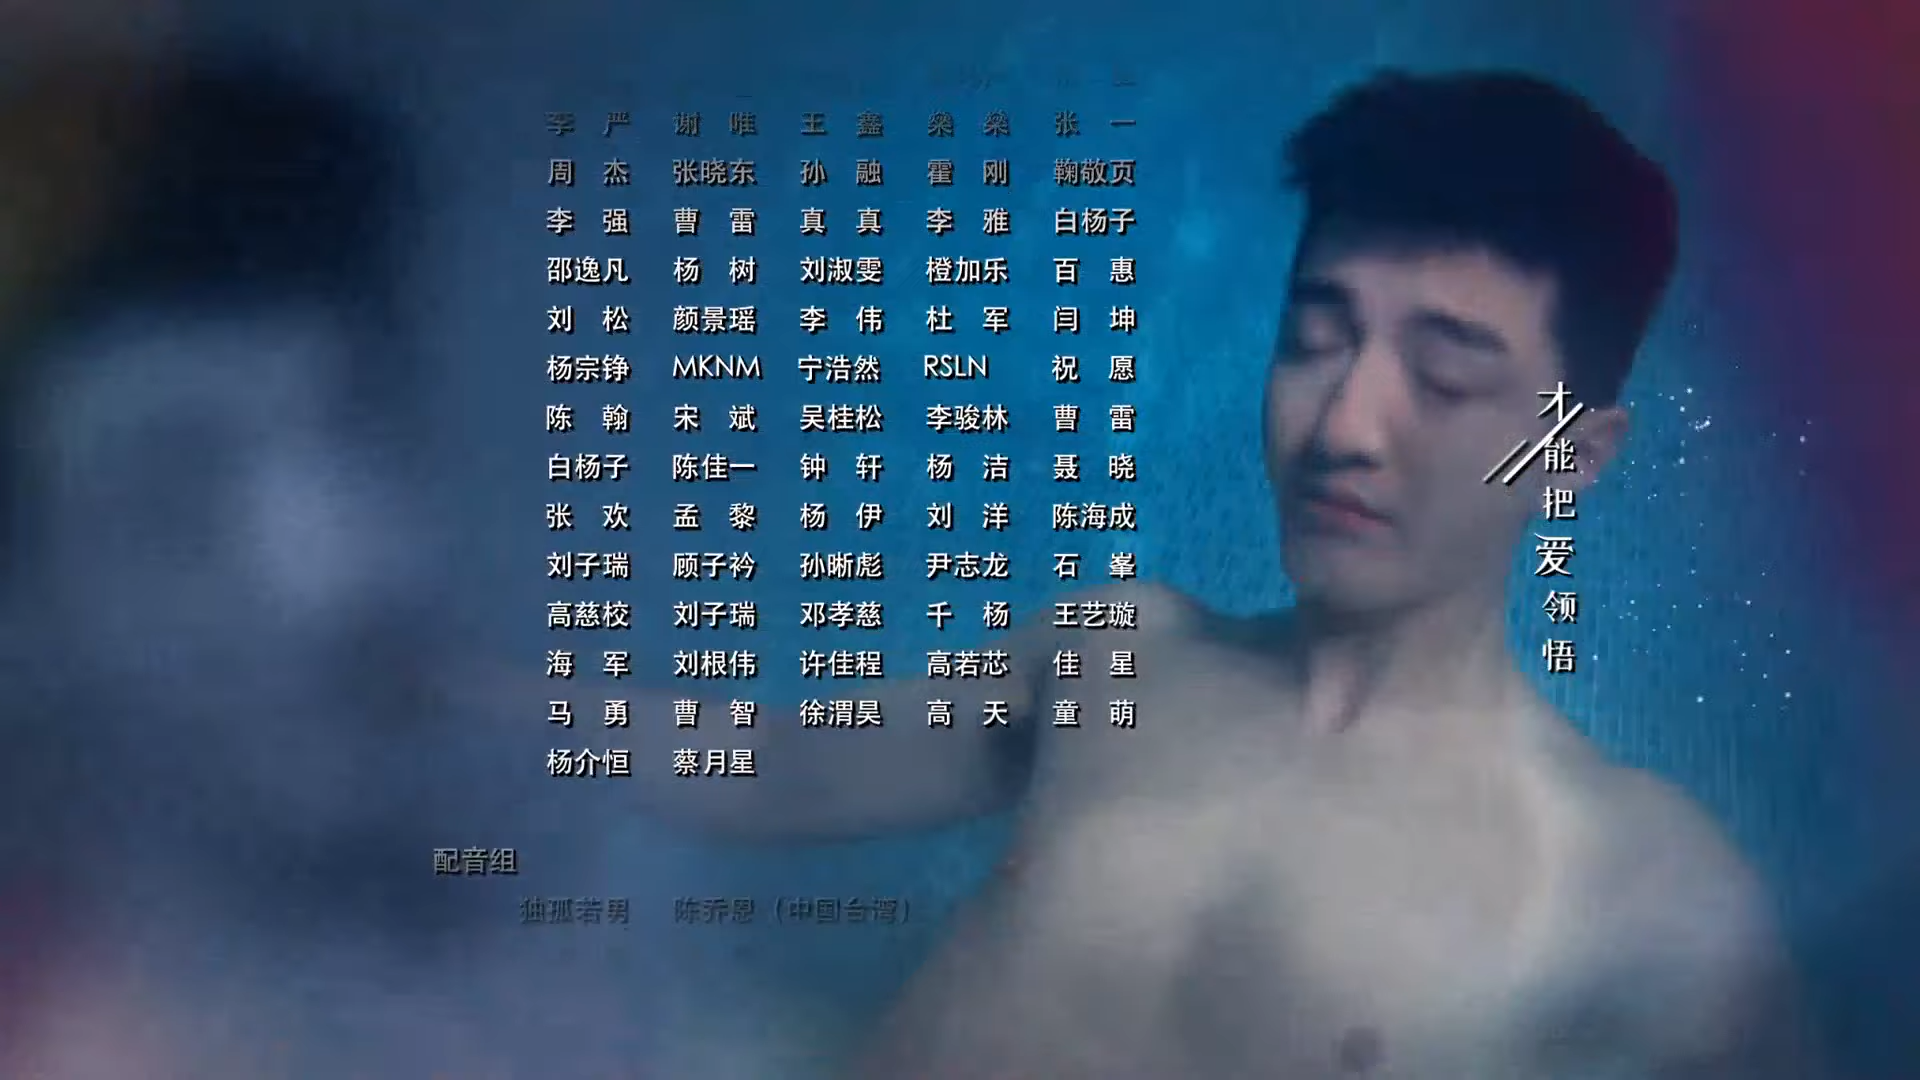 李严 谢唯 王鑫 燊燊 张一
周杰 张晓东 孙融 霍刚 鞠敬页
李强 曹雷 真真 李雅 白杨子
邵逸凡 杨树 刘淑雯 橙加乐 百惠
刘松 颜景瑶 李伟 杜军 闫坤
杨宗铮 MKNM 宁浩然 RSLN 祝愿
陈翰 宋斌 吴桂松 李骏林 曹雷
白杨子 陈佳一 钟轩 杨洁 聂晓
张欢 孟黎 杨伊 刘洋 陈海成
刘子瑞 顾子衿 孙晰彪 尹志龙 石峯
高慈校 刘子瑞 邓孝慈 千杨 王艺璇
海军 刘根伟 许佳程 高若芯 佳星
马勇 曹智 徐渭昊 高天 童萌
杨介恒 蔡月星
配音组
独孤若男 陈乔恩（中国台湾）
才能把爱领悟